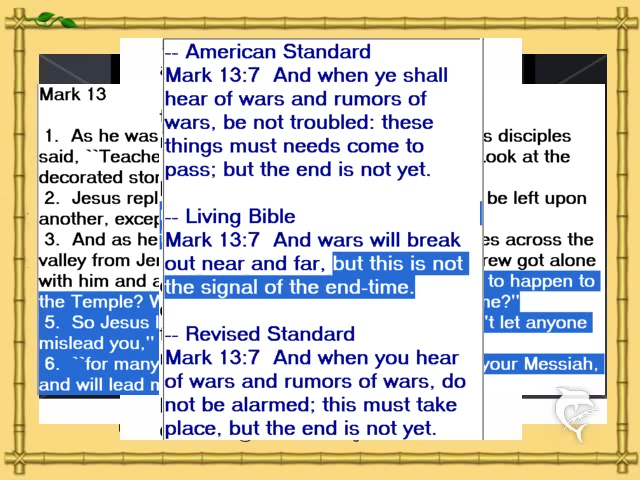 -- American Standard
Mark 13:7 And when ye shall
hear of wars and rumors of
wars, be not troubled: these
things must needs come to
pass; but the end is not yet.
-- Living Bible
Mark 13:7 And wars will break
out near and far, but this is not
the signal of the end-time.
-- Revised Standard
Mark 13:7 And when you hear
of wars and rumors of wars, do
not be alarmed; this must take
place, but the end is not yet.
Mark 13
1. As he was s disciples
said, ``Teache ook at the
decorated stor
2. Jesus repl be left upon
another, excep
3. And as he es across the
valley from Jer rew got alone
with him and a to happen to
the Temple? W ne?"
5. So Jesus 't let anyone
mislead you,"
6. ``for many your Messiah,
and will lead m